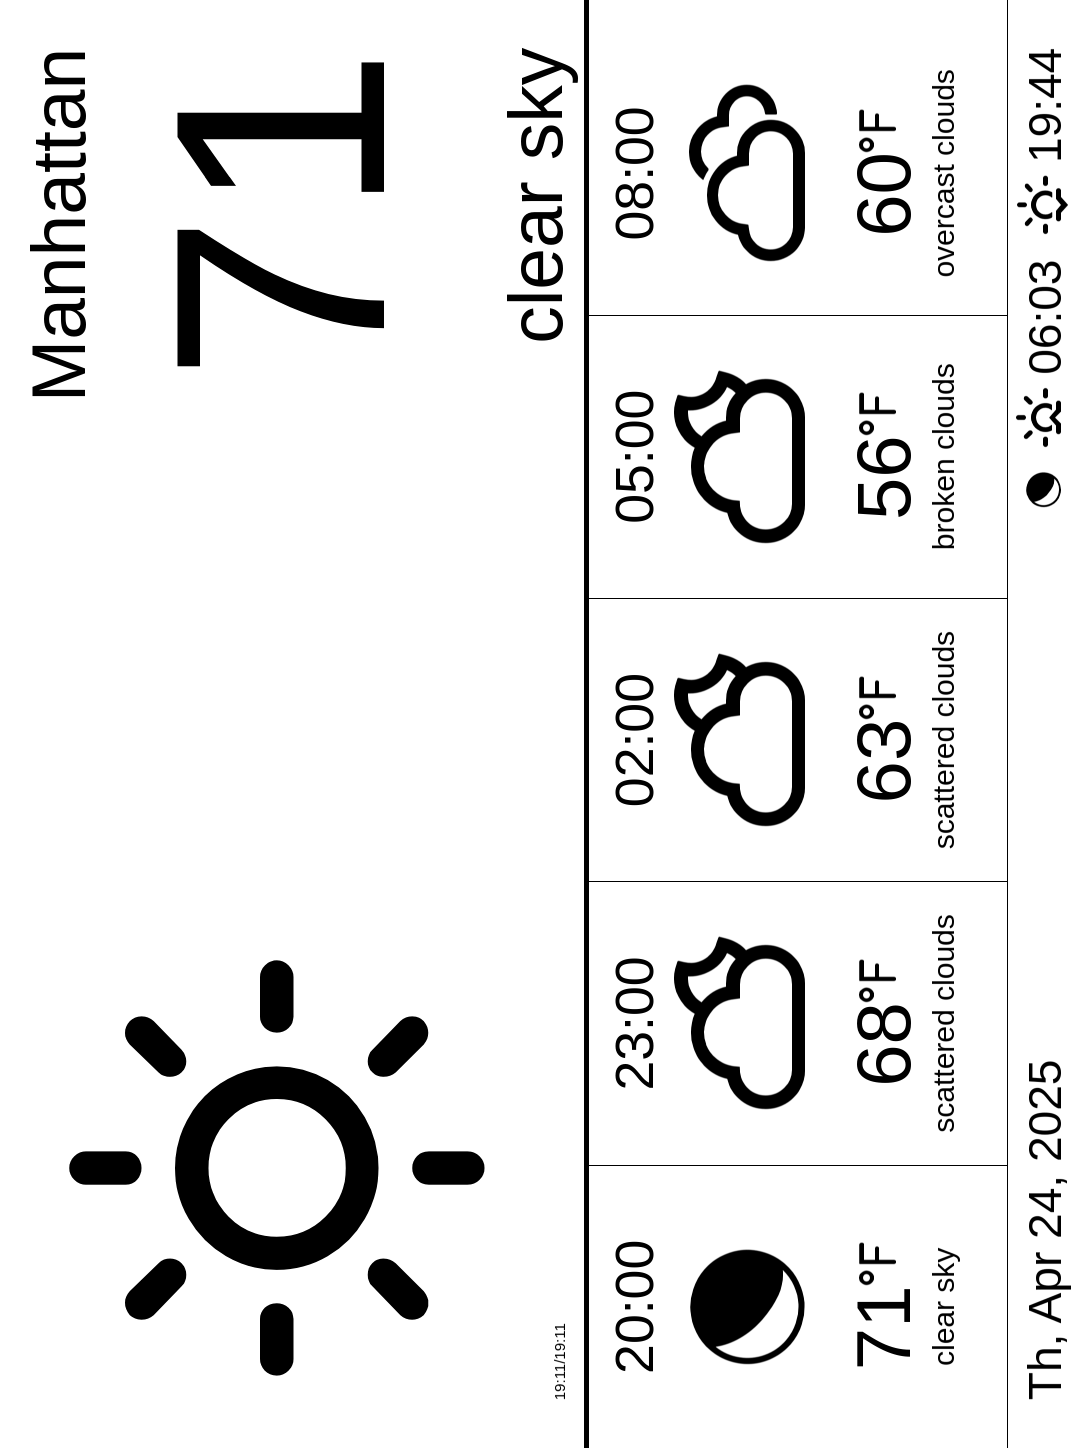 Manhattan
71
clear sky
19:11/19:11
20:00 23:00 02:00 05:00 08:00
71°F 68°F 63°F 56°F 60°F
clear sky scattered clouds scattered clouds broken clouds overcast clouds
Th, Apr 24, 2025 06:03 19:44